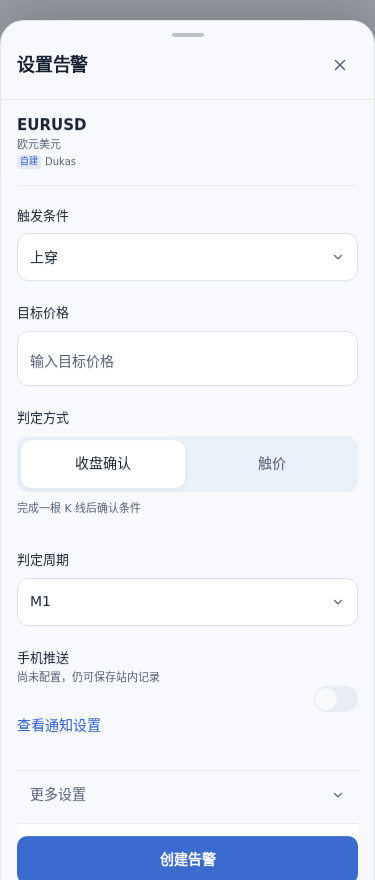 设置告警
EURUSD
欧元美元
自建 Dukas
触发条件
上穿
目标价格
输入目标价格
判定方式
收盘确认 触价
完成一根 K 线后确认条件
判定周期
M1
手机推送
尚未配置，仍可保存站内记录
查看通知设置
更多设置
创建告警